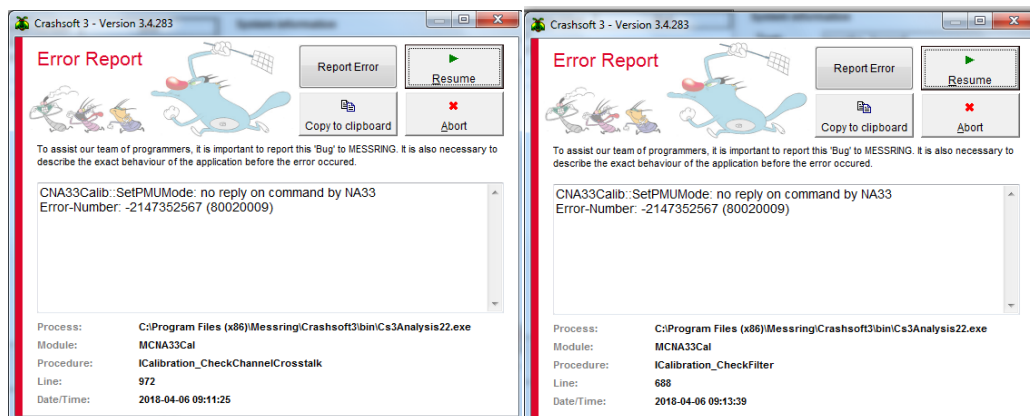 Crashsoft 3 - Version 3.4.283
Error Report
Report Error
Resume
Copy to clipboard
Abort
To assist our team of programmers, it is important to report this 'Bug' to MESSRING. It is also necessary to
describe the exact behaviour of the application before the error occured.
CNA33Calib::SetPMUMode: no reply on command by NA33
Error-Number: -2147352567 (80020009)
Process: C:\Program Files (x86)\Messring\Crashsoft3\bin\Cs3Analysis22.exe
Module: MCNA33Cal
Procedure: ICalibration_CheckChannelCrosstalk
Line: 972
Date/Time: 2018-04-06 09:11:25
Crashsoft 3 - Version 3.4.283
Error Report
Report Error
Resume
Copy to clipboard
Abort
To assist our team of programmers, it is important to report this 'Bug' to MESSRING. It is also necessary to
describe the exact behaviour of the application before the error occured.
CNA33Calib::SetPMUMode: no reply on command by NA33
Error-Number: -2147352567 (80020009)
Process: C:\Program Files (x86)\Messring\Crashsoft3\bin\Cs3Analysis22.exe
Module: MCNA33Cal
Procedure: ICalibration_CheckFilter
Line: 688
Date/Time: 2018-04-06 09:13:39